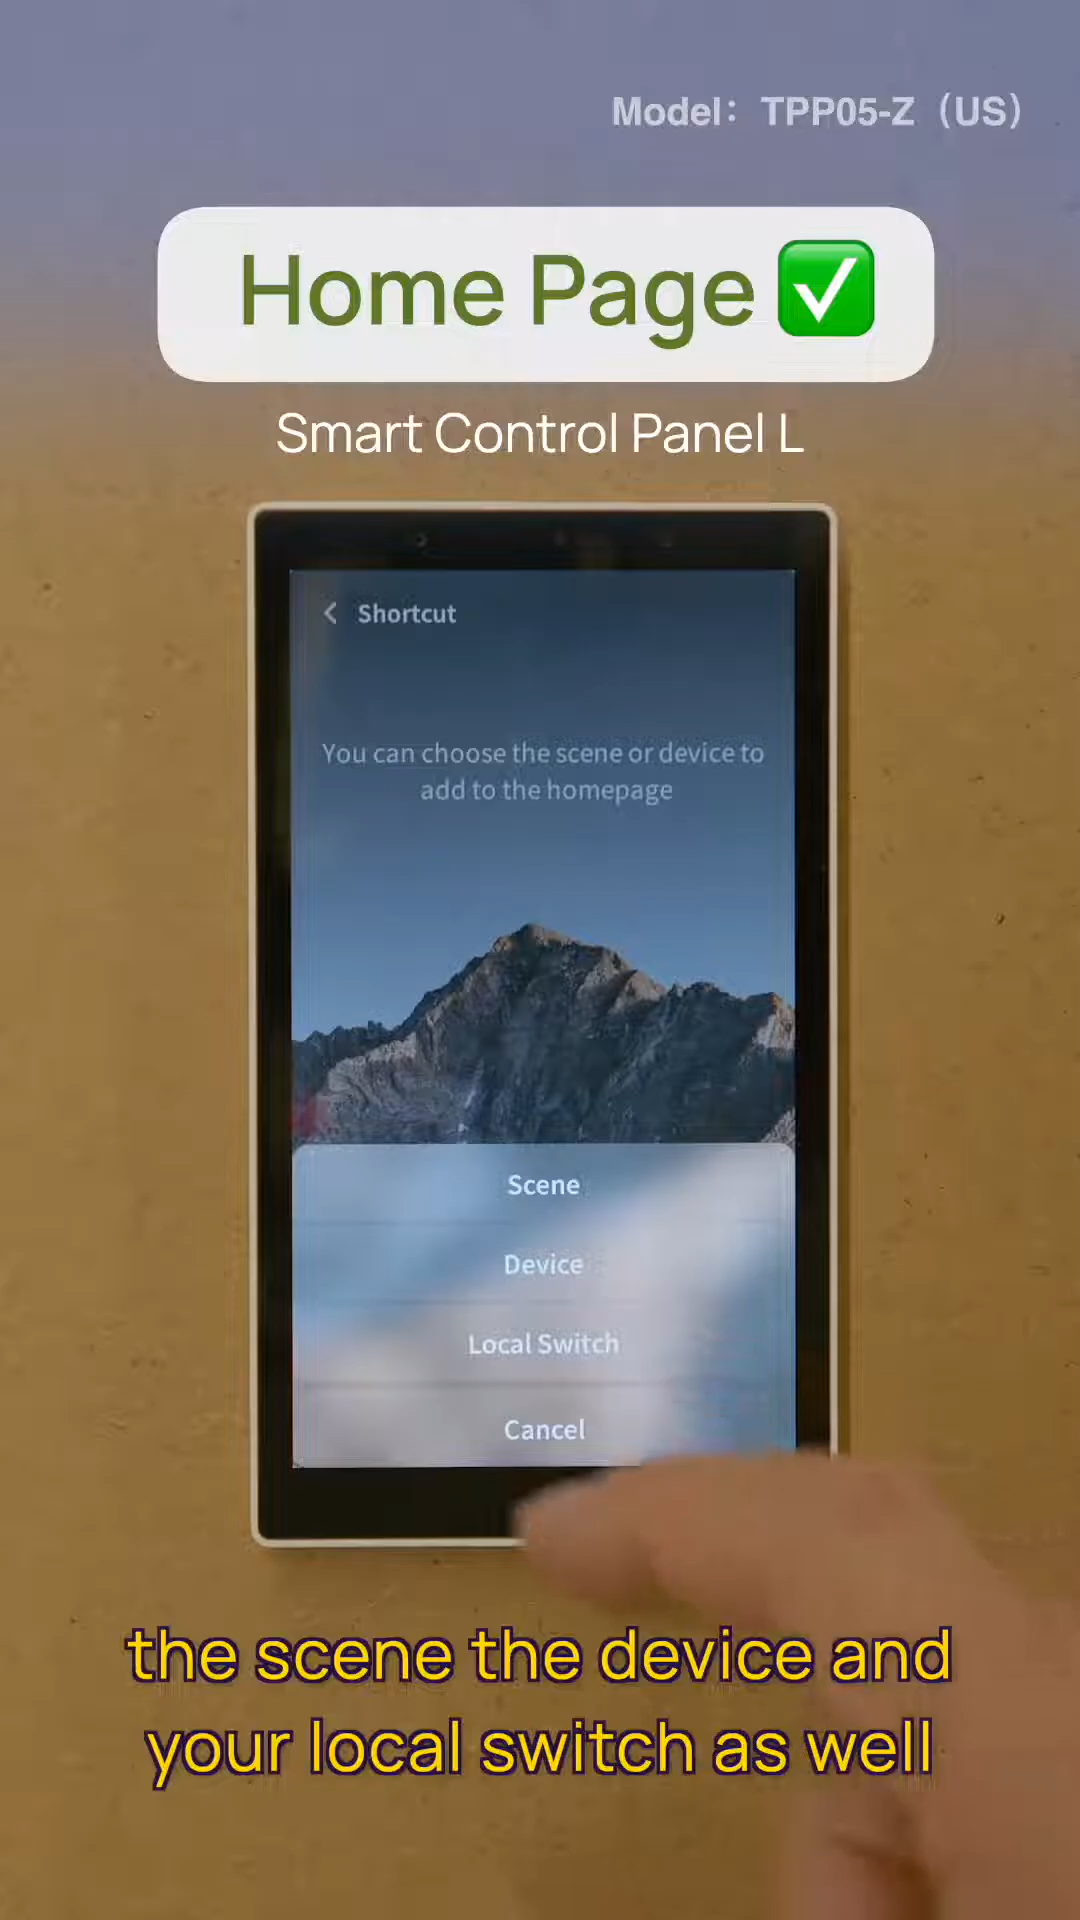 Model: TPP05-Z (US)
Home Page ✅
Smart Control Panel L
Shortcut
You can choose the scene or device to
add to the homepage
Scene
Device
Local Switch
Cancel
the scene the device and
your local switch as well